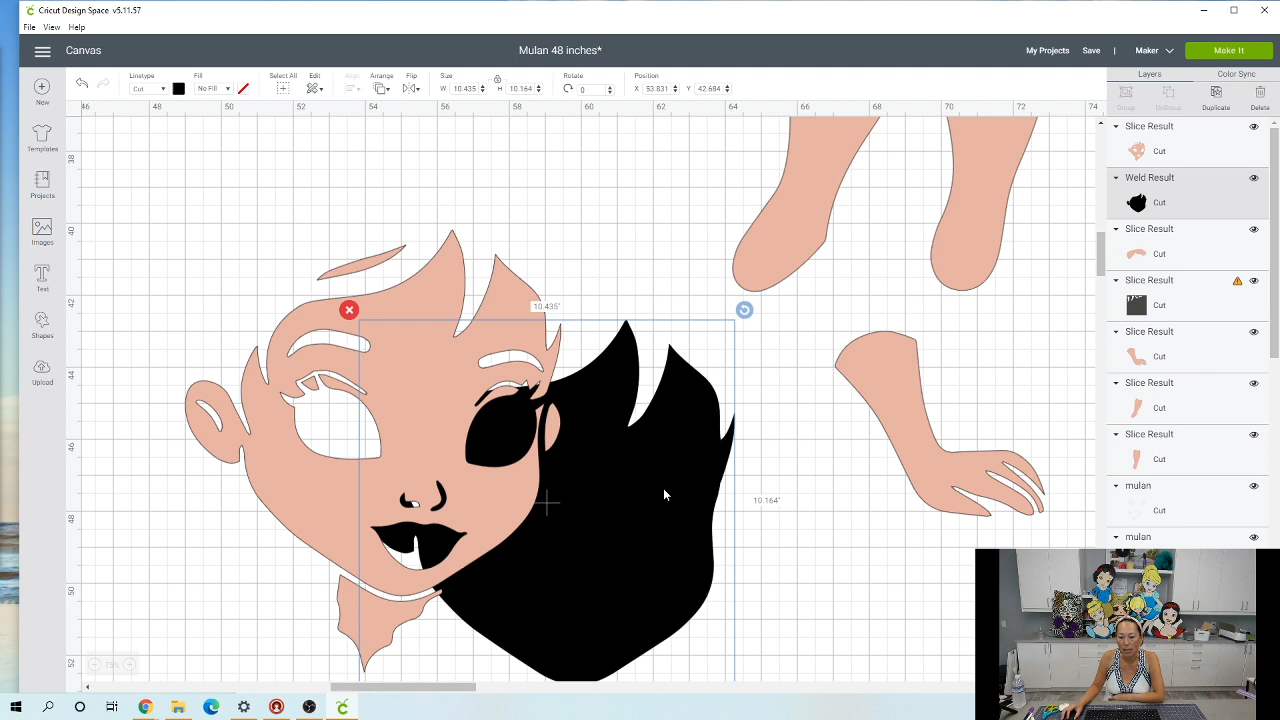 Cricut Design Space v5.11.57
File View Help
Canvas
Mulan 48 inches*
My Projects Save | Maker Make It
Linetype Fill Select All Edit Align Arrange Flip Size Rotate Position
Cut No Fill W 10.435 H 10.164 0 X 53.831 Y 42.684
Layers Color Sync
Group UnGroup Duplicate Delete
46 48 50 52 54 56 58 60 62 64 66 68 70 72 74
38
40
42
44
46
48
50
52
New
Templates
Projects
Images
Text
Shapes
Upload
10.435"
10.164"
75%
Slice Result
Cut
Weld Result
Cut
Slice Result
Cut
Slice Result
Cut
Slice Result
Cut
Slice Result
Cut
Slice Result
Cut
mulan
Cut
mulan